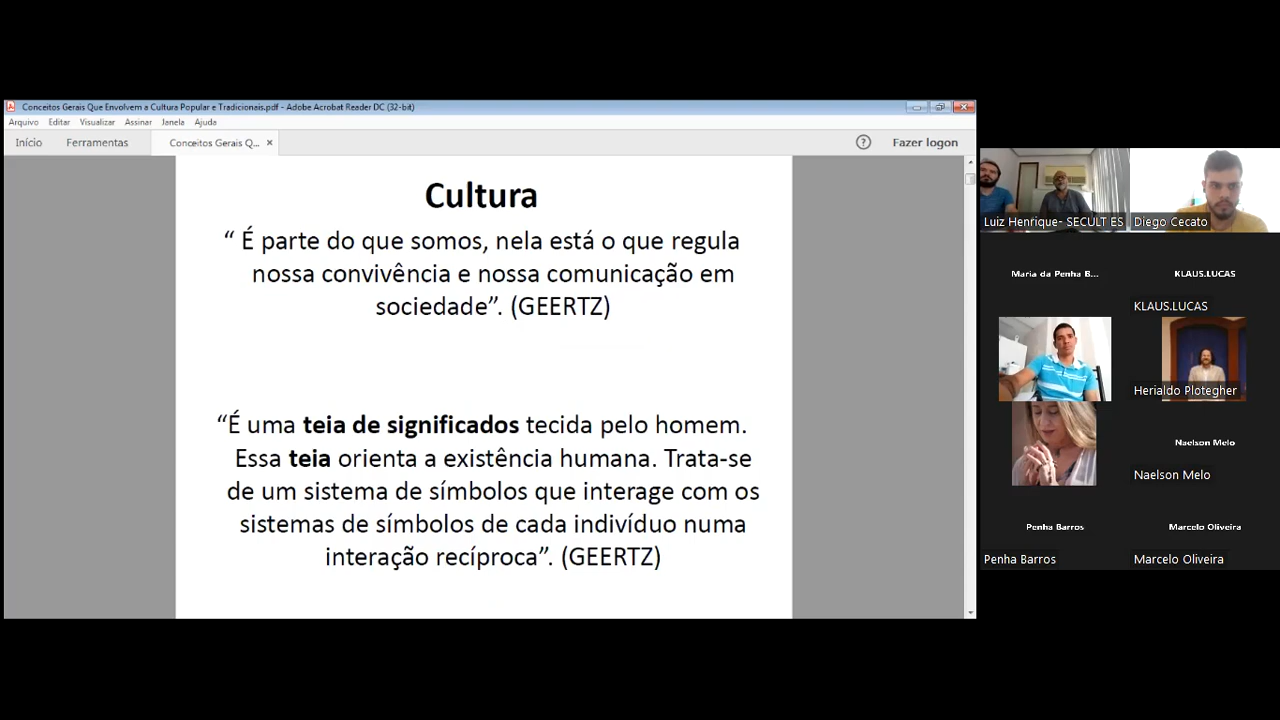 Conceitos Gerais Que Envolvem a Cultura Popular e Tradicionais.pdf - Adobe Acrobat Reader DC (32-bit)
Arquivo Editar Visualizar Assinar Janela Ajuda
Início Ferramentas Conceitos Gerais Q... × ? Fazer logon
Cultura
“ É parte do que somos, nela está o que regula
nossa convivência e nossa comunicação em
sociedade”. (GEERTZ)
“É uma teia de significados tecida pelo homem.
Essa teia orienta a existência humana. Trata-se
de um sistema de símbolos que interage com os
sistemas de símbolos de cada indivíduo numa
interação recíproca”. (GEERTZ)
Luiz Henrique- SECULT ES Diego Cecato
Maria da Penha B... KLAUS.LUCAS
KLAUS.LUCAS
Herialdo Plotegher
Naelson Melo
Naelson Melo
Penha Barros Marcelo Oliveira
Penha Barros Marcelo Oliveira